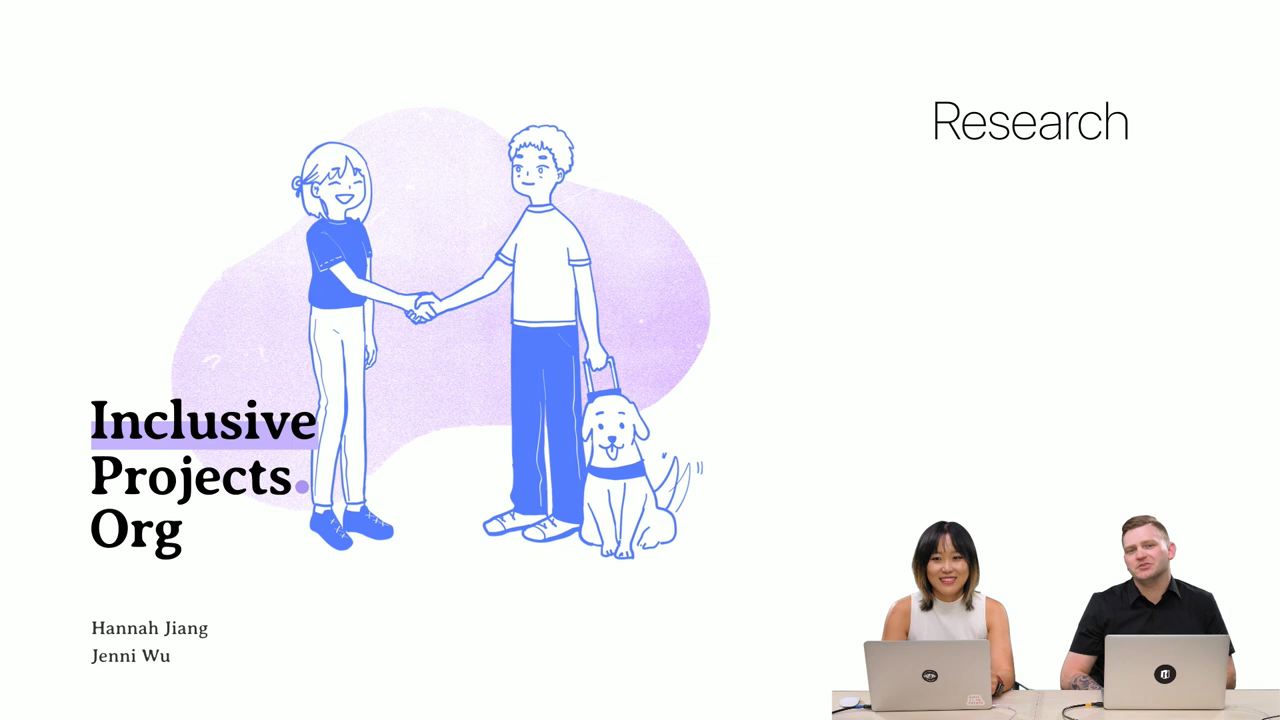 Research
Inclusive
Projects.
Org
Hannah Jiang
Jenni Wu